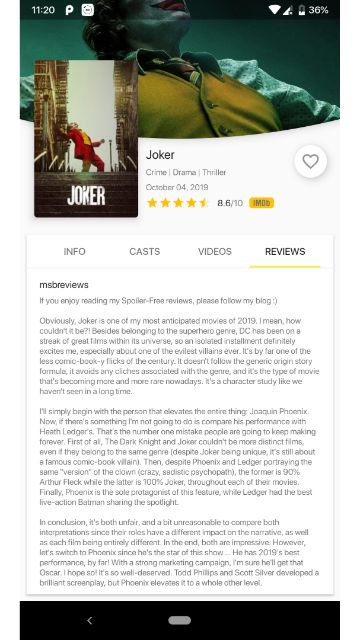 11:20
36%
JOKER
Joker
Crime | Drama | Thriller
October 04, 2019
8.6/10 IMDb
INFO CASTS VIDEOS REVIEWS
msbreviews
If you enjoy reading my Spoiler-Free reviews, please follow my blog :)
Obviously, Joker is one of my most anticipated movies of 2019. I mean, how
couldn't it be?! Besides belonging to the superhero genre, DC has been on a
streak of great films within its universe, so an isolated installment definitely
excites me, especially about one of the evilest villains ever. It's by far one of the
less comic-book-y flicks of the century. It doesn't follow the generic origin story
formula, it avoids any cliches associated with the genre, and it's the type of movie
that's becoming more and more rare nowadays. It's a character study like we
haven't seen in a long time.
I'll simply begin with the person that elevates the entire thing: Joaquin Phoenix.
Now, if there's something I'm not going to do is compare his performance with
Heath Ledger's. That's the number one mistake people are going to keep making
forever. First of all, The Dark Knight and Joker couldn't be more distinct films,
even if they belong to the same genre (despite Joker being unique, it's still about
a famous comic-book villain). Then, despite Phoenix and Ledger portraying the
same "version" of the clown (crazy, sadistic psychopath), the former is 90%
Arthur Fleck while the latter is 100% Joker, throughout each of their movies.
Finally, Phoenix is the sole protagonist of this feature, while Ledger had the best
live-action Batman sharing the spotlight.
In conclusion, it's both unfair, and a bit unreasonable to compare both
interpretations since their roles have a different impact on the narrative, as well
as each film being entirely different. In the end, both are impressive. However,
let's switch to Phoenix since he's the star of this show ... He has 2019's best
performance, by far! With a strong marketing campaign, I'm sure he'll get that
Oscar. I hope so! It's so well-deserved. Todd Phillips and Scott Silver developed a
brilliant screenplay, but Phoenix elevates it to a whole other level.